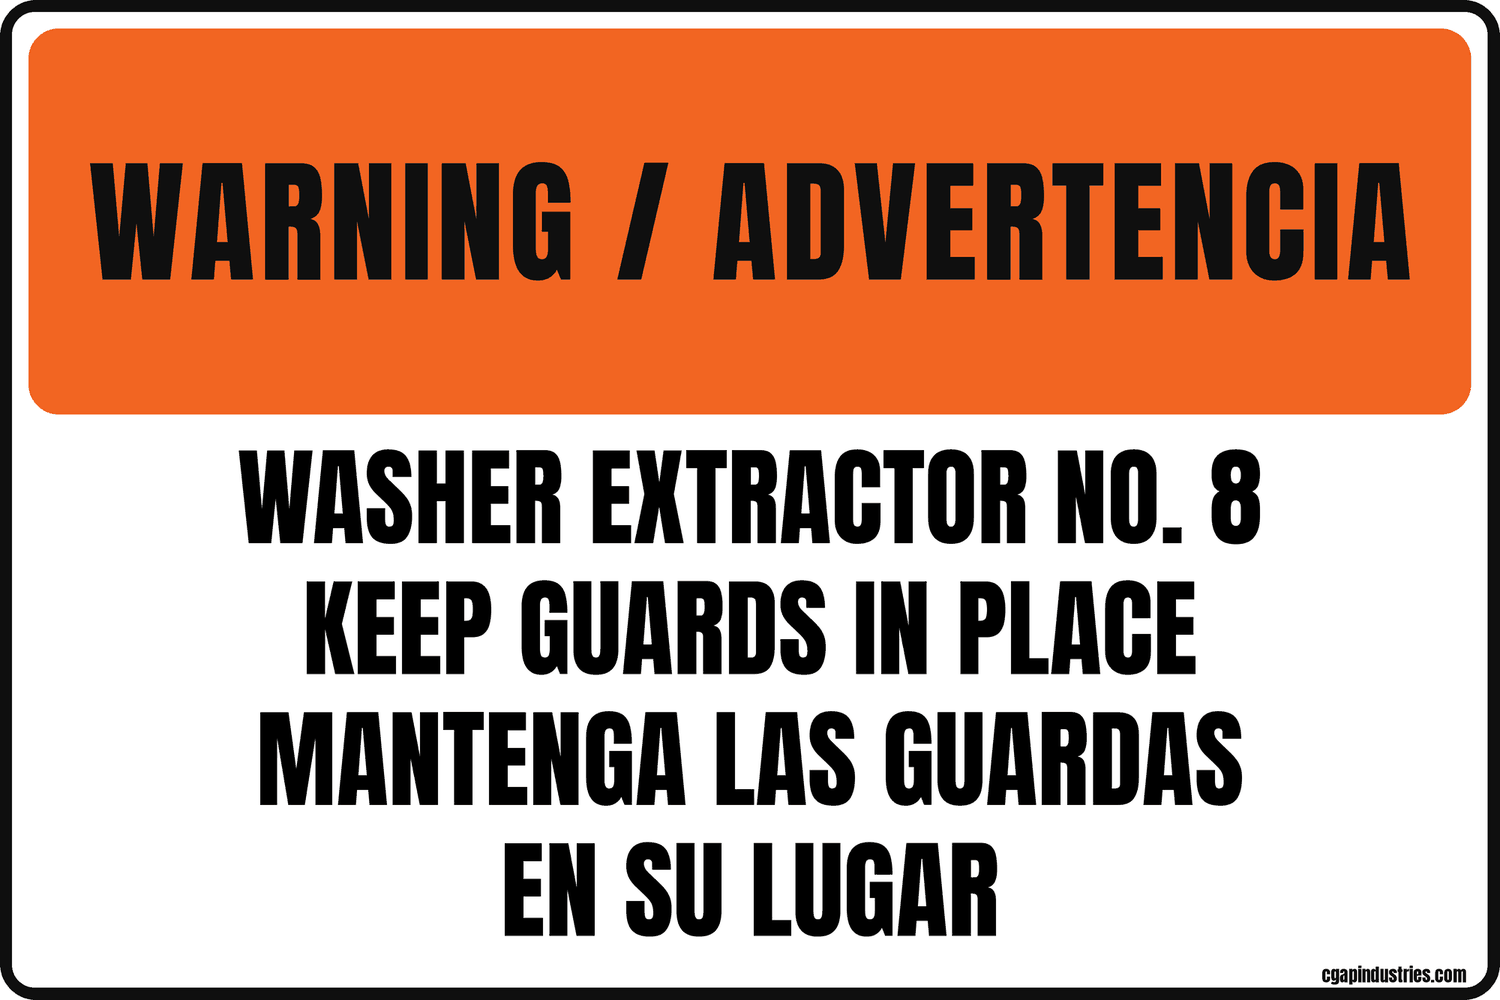 WARNING / ADVERTENCIA
WASHER EXTRACTOR NO. 8
KEEP GUARDS IN PLACE
MANTENGA LAS GUARDAS
EN SU LUGAR
cgapindustries.com